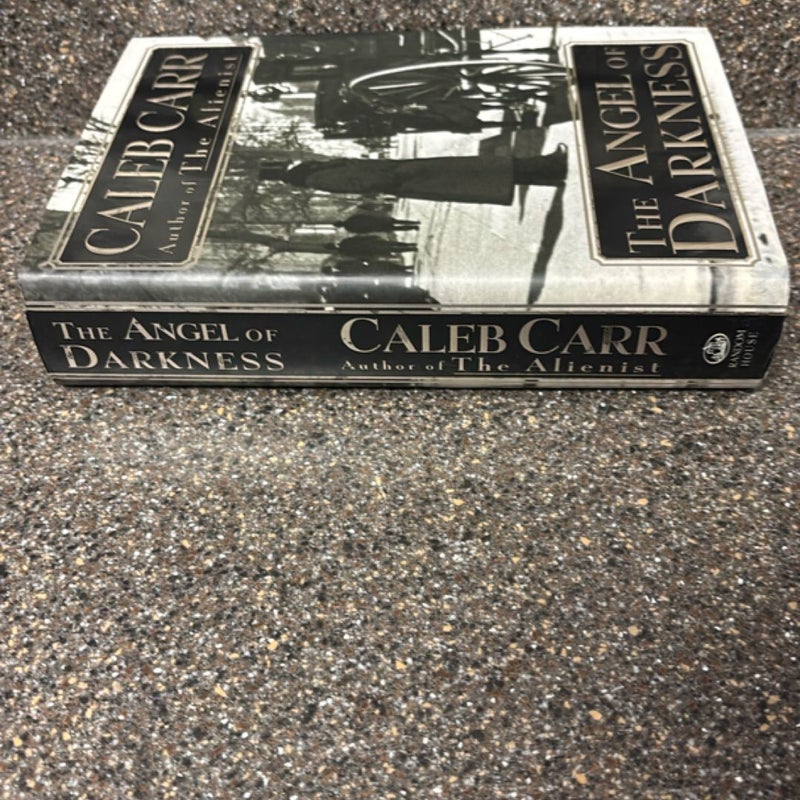 CALEB CARR
Author of The Alienist
THE ANGEL OF
DARKNESS
THE ANGEL OF
DARKNESS
CALEB CARR
Author of The Alienist
RANDOM
HOUSE